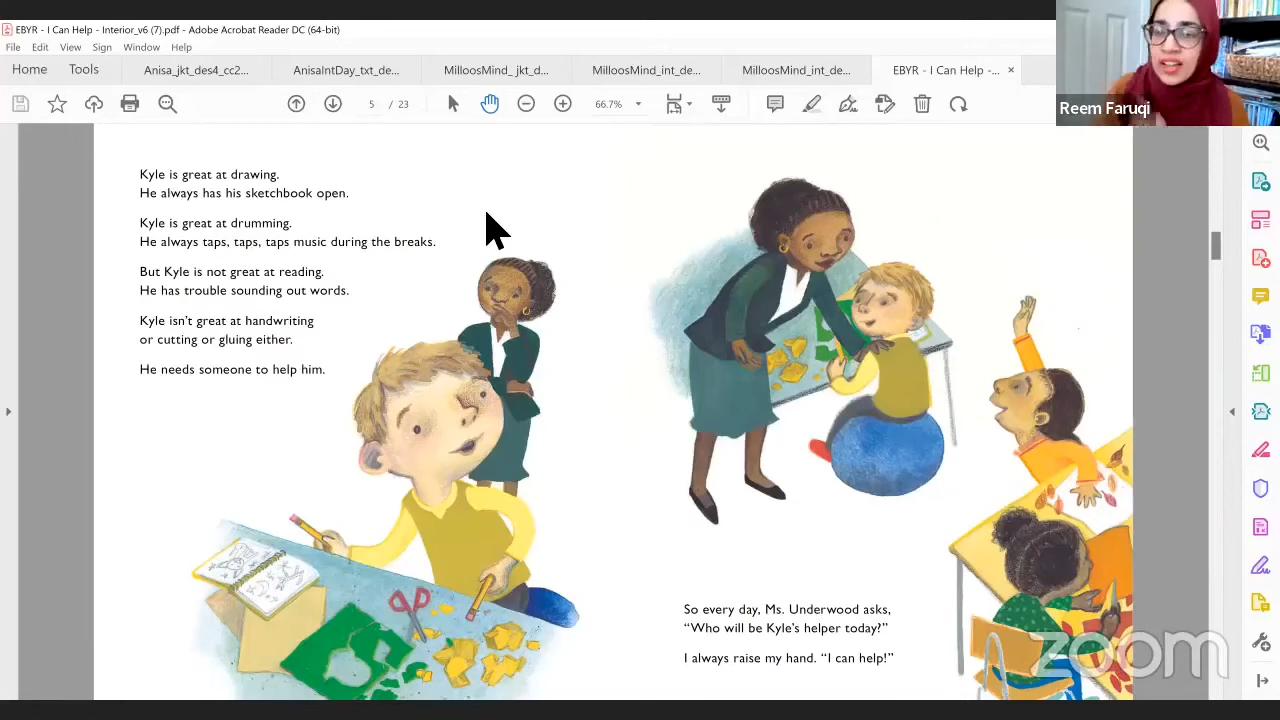 EBYR - I Can Help - Interior_v6 (7).pdf - Adobe Acrobat Reader DC (64-bit)
File Edit View Sign Window Help
Home Tools Anisa_jkt_des4_cc2... AnisaIntDay_txt_de... MilloosMind_jkt_d... MilloosMind_int_de... MilloosMind_int_de... EBYR - I Can Help -... ×
5 / 23 66.7%
Reem Faruqi
Kyle is great at drawing.
He always has his sketchbook open.
Kyle is great at drumming.
He always taps, taps, taps music during the breaks.
But Kyle is not great at reading.
He has trouble sounding out words.
Kyle isn't great at handwriting
or cutting or gluing either.
He needs someone to help him.
So every day, Ms. Underwood asks,
"Who will be Kyle's helper today?"
I always raise my hand. "I can help!"
zoom